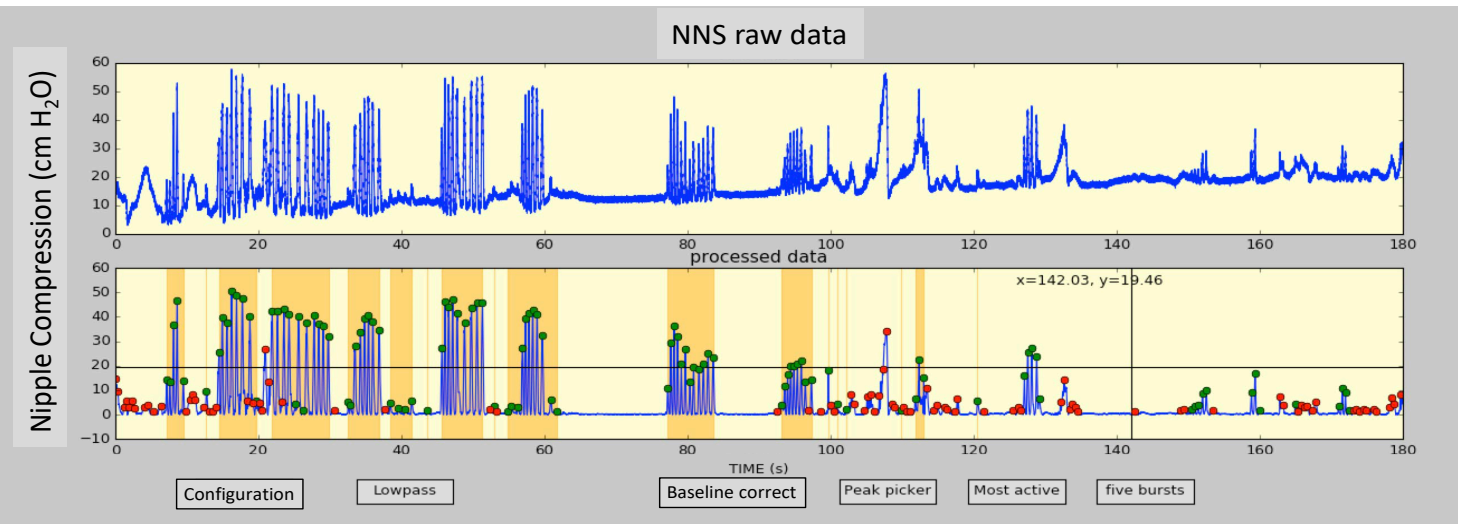 NNS raw data
Nipple Compression (cm H₂O)
60
50
40
30
20
10
0
0 20 40 60 80 100 120 140 160 180
processed data
60
50
40
30
20
10
0
−10
x=142.03, y=19.46
0 20 40 60 80 100 120 140 160 180
TIME (s)
Configuration Lowpass Baseline correct Peak picker Most active five bursts